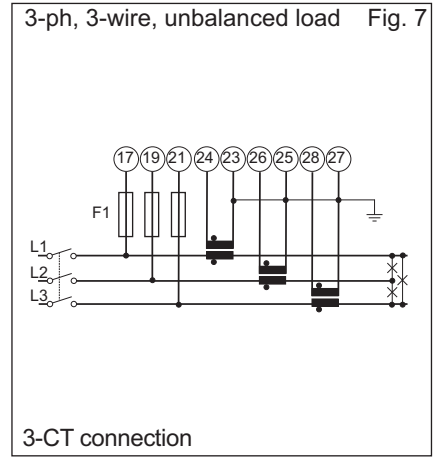 3-ph, 3-wire, unbalanced load Fig. 7
17 19 21 24 23 26 25 28 27
F1
L1
L2
L3
3-CT connection